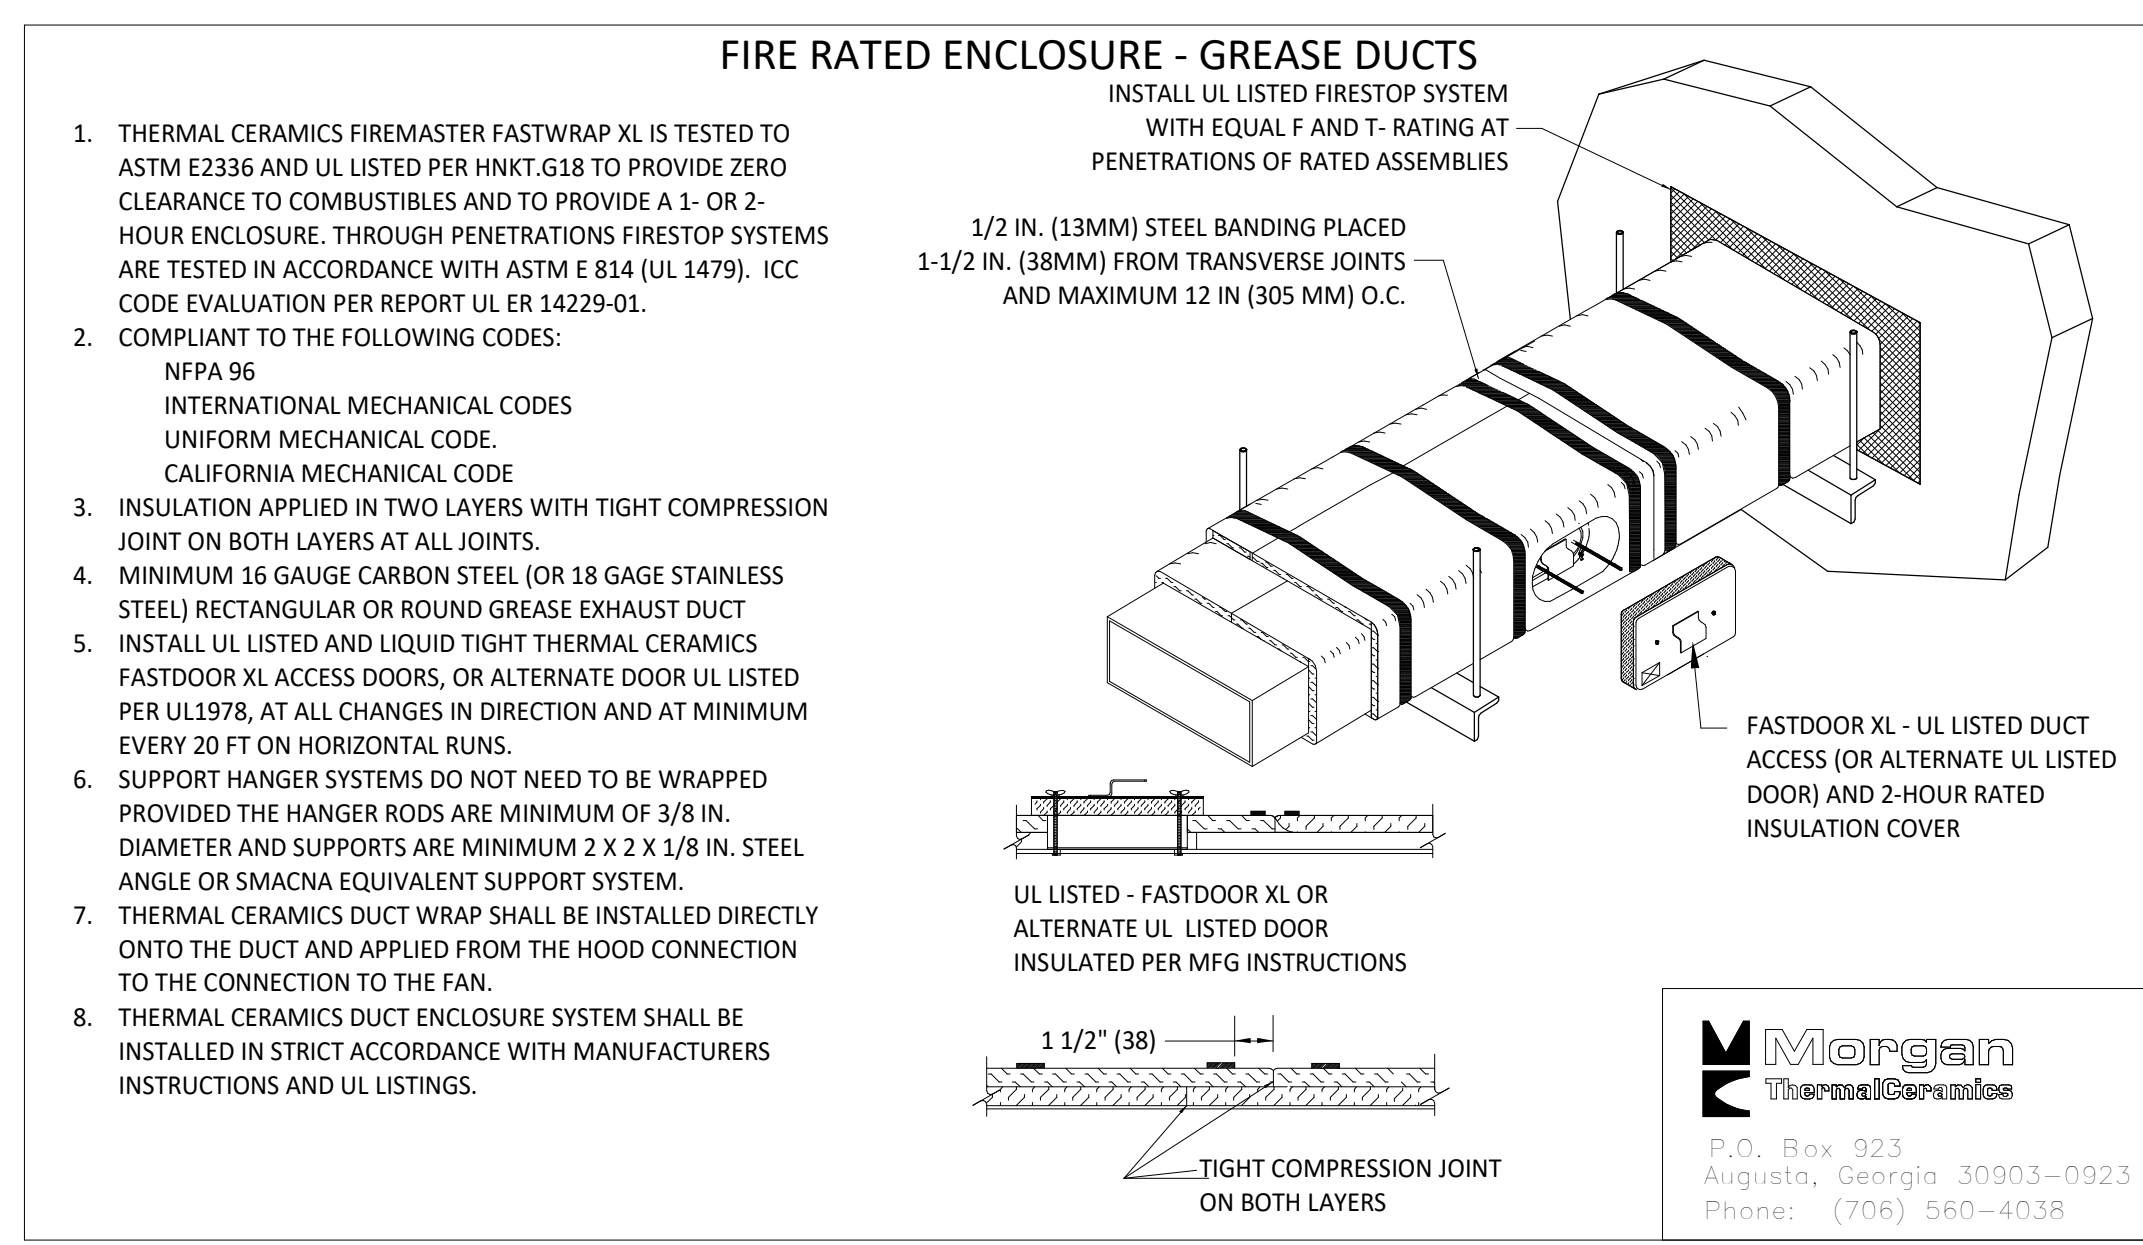 FIRE RATED ENCLOSURE - GREASE DUCTS
1. THERMAL CERAMICS FIREMASTER FASTWRAP XL IS TESTED TO
ASTM E2336 AND UL LISTED PER HNKT.G18 TO PROVIDE ZERO
CLEARANCE TO COMBUSTIBLES AND TO PROVIDE A 1- OR 2-
HOUR ENCLOSURE. THROUGH PENETRATIONS FIRESTOP SYSTEMS
ARE TESTED IN ACCORDANCE WITH ASTM E 814 (UL 1479). ICC
CODE EVALUATION PER REPORT UL ER 14229-01.
2. COMPLIANT TO THE FOLLOWING CODES:
NFPA 96
INTERNATIONAL MECHANICAL CODES
UNIFORM MECHANICAL CODE.
CALIFORNIA MECHANICAL CODE
3. INSULATION APPLIED IN TWO LAYERS WITH TIGHT COMPRESSION
JOINT ON BOTH LAYERS AT ALL JOINTS.
4. MINIMUM 16 GAUGE CARBON STEEL (OR 18 GAGE STAINLESS
STEEL) RECTANGULAR OR ROUND GREASE EXHAUST DUCT
5. INSTALL UL LISTED AND LIQUID TIGHT THERMAL CERAMICS
FASTDOOR XL ACCESS DOORS, OR ALTERNATE DOOR UL LISTED
PER UL1978, AT ALL CHANGES IN DIRECTION AND AT MINIMUM
EVERY 20 FT ON HORIZONTAL RUNS.
6. SUPPORT HANGER SYSTEMS DO NOT NEED TO BE WRAPPED
PROVIDED THE HANGER RODS ARE MINIMUM OF 3/8 IN.
DIAMETER AND SUPPORTS ARE MINIMUM 2 X 2 X 1/8 IN. STEEL
ANGLE OR SMACNA EQUIVALENT SUPPORT SYSTEM.
7. THERMAL CERAMICS DUCT WRAP SHALL BE INSTALLED DIRECTLY
ONTO THE DUCT AND APPLIED FROM THE HOOD CONNECTION
TO THE CONNECTION TO THE FAN.
8. THERMAL CERAMICS DUCT ENCLOSURE SYSTEM SHALL BE
INSTALLED IN STRICT ACCORDANCE WITH MANUFACTURERS
INSTRUCTIONS AND UL LISTINGS.
INSTALL UL LISTED FIRESTOP SYSTEM
WITH EQUAL F AND T- RATING AT
PENETRATIONS OF RATED ASSEMBLIES
1/2 IN. (13MM) STEEL BANDING PLACED
1-1/2 IN. (38MM) FROM TRANSVERSE JOINTS
AND MAXIMUM 12 IN (305 MM) O.C.
FASTDOOR XL - UL LISTED DUCT
ACCESS (OR ALTERNATE UL LISTED
DOOR) AND 2-HOUR RATED
INSULATION COVER
UL LISTED - FASTDOOR XL OR
ALTERNATE UL LISTED DOOR
INSULATED PER MFG INSTRUCTIONS
1 1/2" (38)
TIGHT COMPRESSION JOINT
ON BOTH LAYERS
Morgan
ThermalCeramics
P.O. Box 923
Augusta, Georgia 30903-0923
Phone: (706) 560-4038